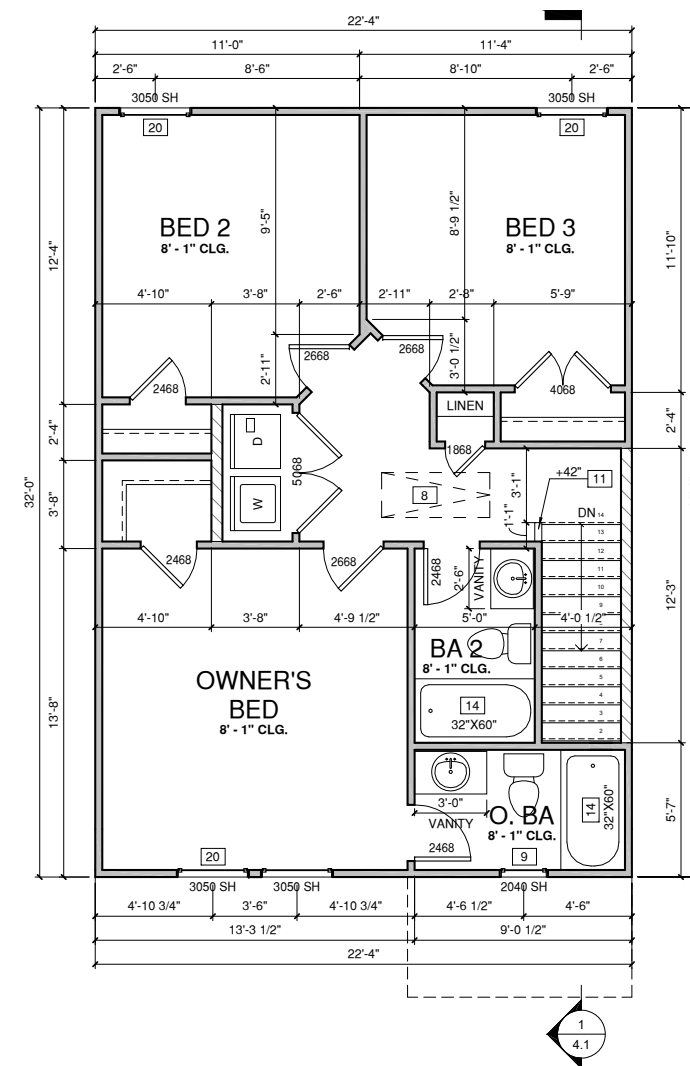 22'-4"
11'-0" 11'-4"
2'-6" 8'-6" 8'-10" 2'-6"
3050 SH 3050 SH
20 20
BED 2 BED 3
8' - 1" CLG. 8' - 1" CLG.
9'-5" 8'-9 1/2"
12'-4" 11'-10"
4'-10" 3'-8" 2'-6" 2'-11" 2'-8" 5'-9"
2'-11" 3'-0 1/2"
2668 2668
2468 4068
LINEN
2'-4" 2'-4"
D
5068
1868
32'-0"
3'-8"
W
8
3'-1"
+42" 11
1'-1"
DN 14
13
12
11
10
9
7
6
5
4
3
2
2468 2668 2468
2'-6"
VANITY
12'-3"
4'-10" 3'-8" 4'-9 1/2" 5'-0" 4'-0 1/2"
BA 2
8' - 1" CLG.
OWNER'S
BED
8' - 1" CLG.
13'-8"
14
32"X60"
3'-0"
VANITY
O. BA
8' - 1" CLG.
14
32"X60"
5'-7"
2468
20 9
3050 SH 3050 SH 2040 SH
4'-10 3/4" 3'-6" 4'-10 3/4" 4'-6 1/2" 4'-6"
13'-3 1/2" 9'-0 1/2"
22'-4"
1
4.1